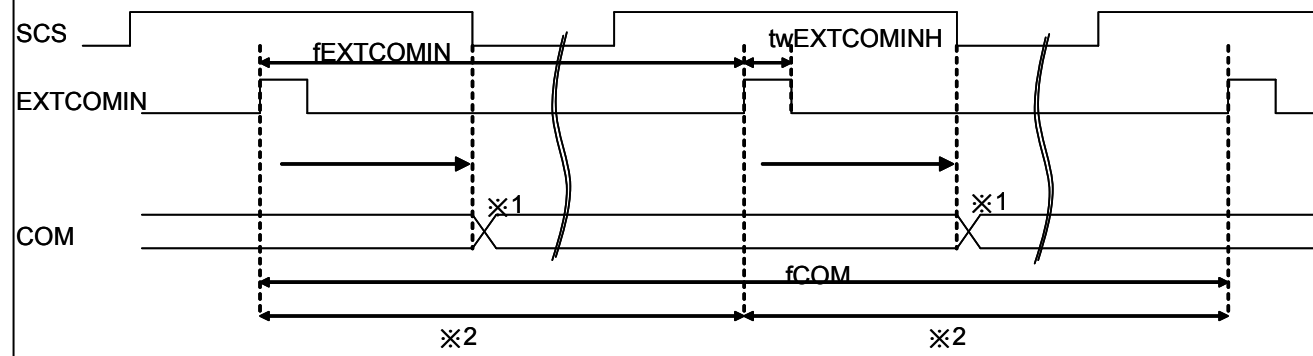 SCS
fEXTCOMIN
twEXTCOMINH
EXTCOMIN
※1
※1
COM
fCOM
※2
※2